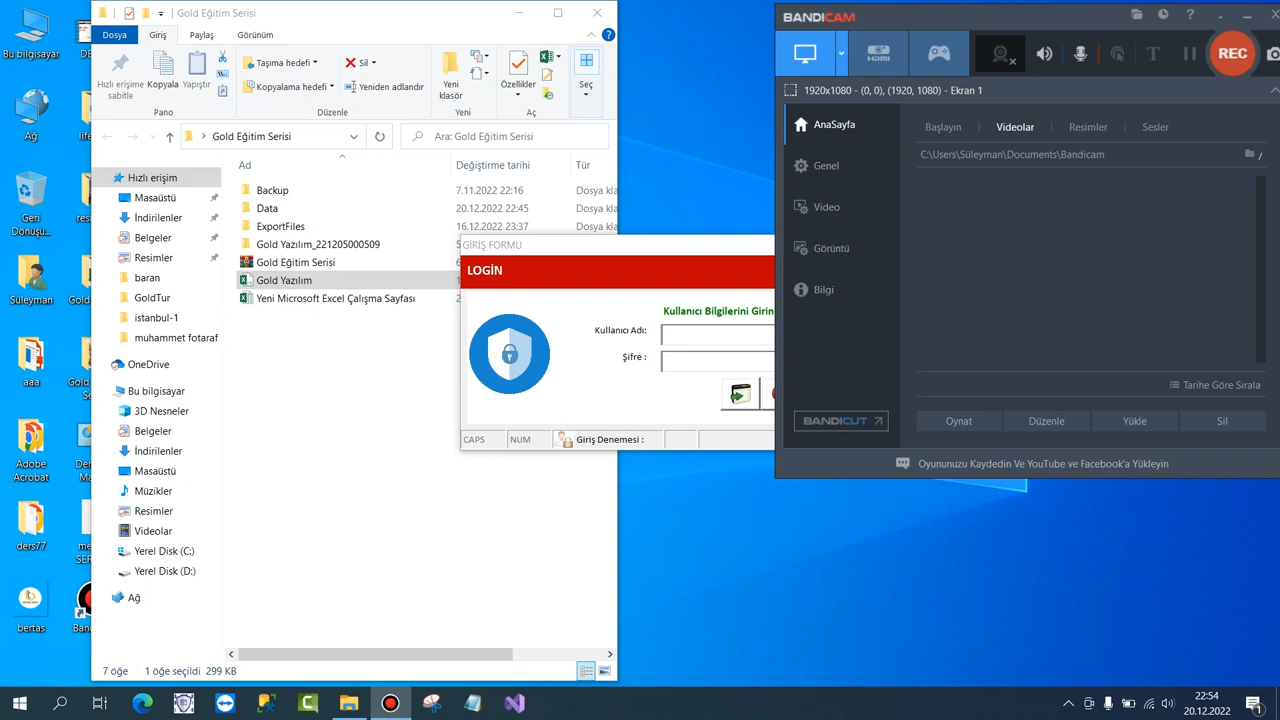 Bu bilgisayar
Ağ
Geri
Dönüşü...
Süleyman
aaa
Adobe
Acrobat
ders77
bertas
Gold Eğitim Serisi
Dosya
Giriş
Paylaş
Görünüm
Hızlı erişime
sabitle
Kopyala
Yapıştır
Pano
Taşıma hedefi
Kopyalama hedefi
Sil
Yeniden adlandır
Düzenle
Yeni
klasör
Yeni
Özellikler
Aç
Seç
Gold Eğitim Serisi
Ara: Gold Eğitim Serisi
Ad
Değiştirme tarihi
Tür
Hızlı erişim
Masaüstü
İndirilenler
Belgeler
Resimler
baran
GoldTur
istanbul-1
muhammet fotaraf
OneDrive
Bu bilgisayar
3D Nesneler
Belgeler
İndirilenler
Masaüstü
Müzikler
Resimler
Videolar
Yerel Disk (C:)
Yerel Disk (D:)
Ağ
Backup 7.11.2022 22:16 Dosya kla
Data 20.12.2022 22:45 Dosya kla
ExportFiles 16.12.2022 23:37 Dosya kla
Gold Yazılım_221205000509
Gold Eğitim Serisi
Gold Yazılım
Yeni Microsoft Excel Çalışma Sayfası
7 öğe 1 öğe seçildi 299 KB
GİRİŞ FORMU
LOGİN
Kullanıcı Bilgilerini Girin
Kullanıcı Adı:
Şifre :
CAPS NUM Giriş Denemesi :
BANDICAM
HDMI
REC
1920x1080 - (0, 0), (1920, 1080) - Ekran 1
AnaSayfa
Genel
Video
Görüntü
Bilgi
BANDICUT
Başlayın Videolar Resimler Sesler
C:\Users\Süleyman\Documents\Bandicam
Tarihe Göre Sırala
Oynat Düzenle Yükle Sil
Oyununuzu Kaydedin Ve YouTube ve Facebook'a Yükleyin
22:54
20.12.2022